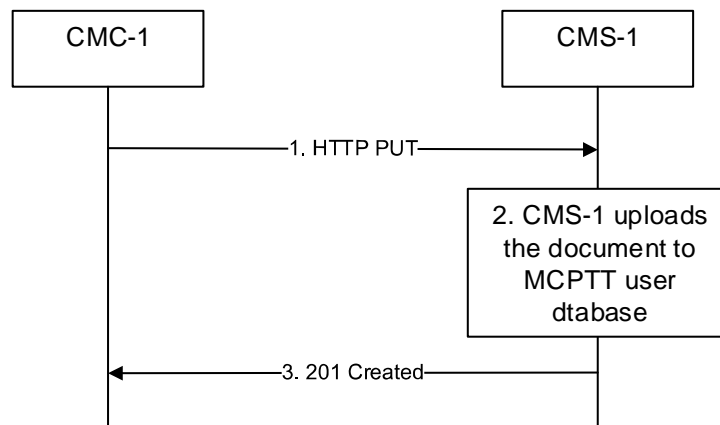 CMC-1
CMS-1
1. HTTP PUT
2. CMS-1 uploads
the document to
MCPTT user
dtabase
3. 201 Created